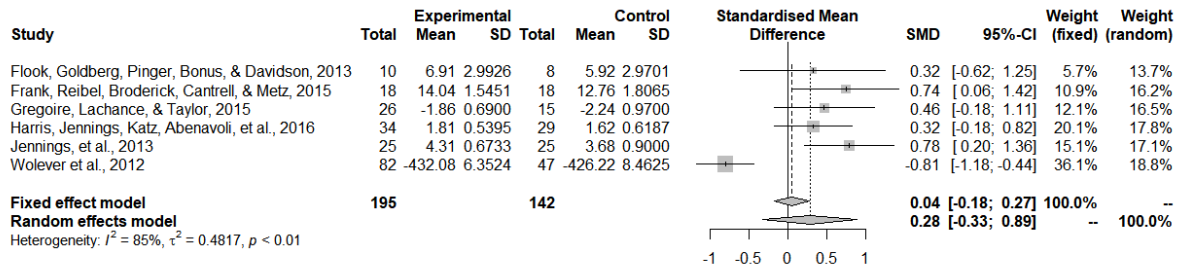 Experimental Control Standardised Mean Weight Weight
Study Total Mean SD Total Mean SD Difference SMD 95%-CI (fixed) (random)
Flook, Goldberg, Pinger, Bonus, & Davidson, 2013 10 6.91 2.9926 8 5.92 2.9701 0.32 [-0.62; 1.25] 5.7% 13.7%
Frank, Reibel, Broderick, Cantrell, & Metz, 2015 18 14.04 1.5451 18 12.76 1.8065 0.74 [0.06; 1.42] 10.9% 16.2%
Gregoire, Lachance, & Taylor, 2015 26 -1.86 0.6900 15 -2.24 0.9700 0.46 [-0.18; 1.11] 12.1% 16.5%
Harris, Jennings, Katz, Abenavoli, et al., 2016 34 1.81 0.5395 29 1.62 0.6187 0.32 [-0.18; 0.82] 20.1% 17.8%
Jennings, et al., 2013 25 4.31 0.6733 25 3.68 0.9000 0.78 [0.20; 1.36] 15.1% 17.1%
Wolever et al., 2012 82 -432.08 6.3524 47 -426.22 8.4625 -0.81 [-1.18; -0.44] 36.1% 18.8%
Fixed effect model 195 142 0.04 [-0.18; 0.27] 100.0% --
Random effects model 0.28 [-0.33; 0.89] -- 100.0%
Heterogeneity: I² = 85%, τ² = 0.4817, p < 0.01
-1 -0.5 0 0.5 1